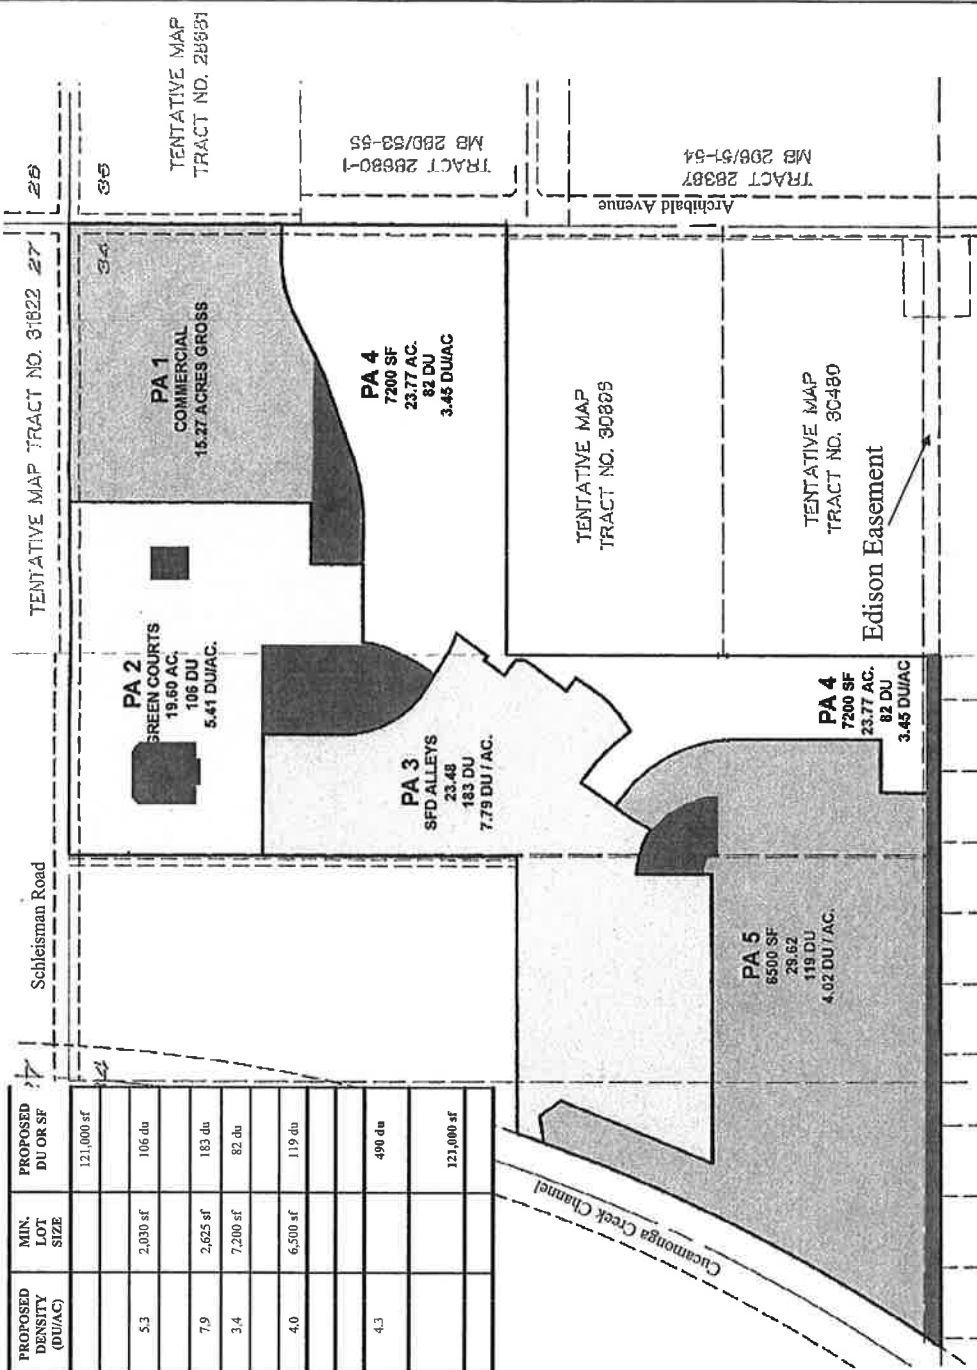 TENTATIVE MAP TRACT NO. 31822
27
26
34
35
TENTATIVE MAP
TRACT NO. 28881
TRACT 28680-1
MB 280/53-55
TRACT 28387
MB 206/51-54
Archibald Avenue
Schleisman Road
PA 1
COMMERCIAL
15.27 ACRES GROSS
PA 2
GREEN COURTS
19.60 AC.
106 DU
5.41 DU/AC.
PA 3
SFD ALLEYS
23.48
183 DU
7.79 DU / AC.
PA 4
7200 SF
23.77 AC.
82 DU
3.45 DU/AC
TENTATIVE MAP
TRACT NO. 30893
TENTATIVE MAP
TRACT NO. 30480
Edison Easement
PA 4
7200 SF
23.77 AC.
82 DU
3.45 DU/AC
PA 5
6500 SF
29.62
119 DU
4.02 DU / AC.
Cucamonga Creek Channel
PROPOSED DENSITY (DU/AC)
MIN. LOT SIZE
PROPOSED DU OR SF
121,000 sf
5.3 2,030 sf 106 du
7.9 2,625 sf 183 du
3.4 7,200 sf 82 du
4.0 6,500 sf 119 du
4.3 490 du
121,000 sf